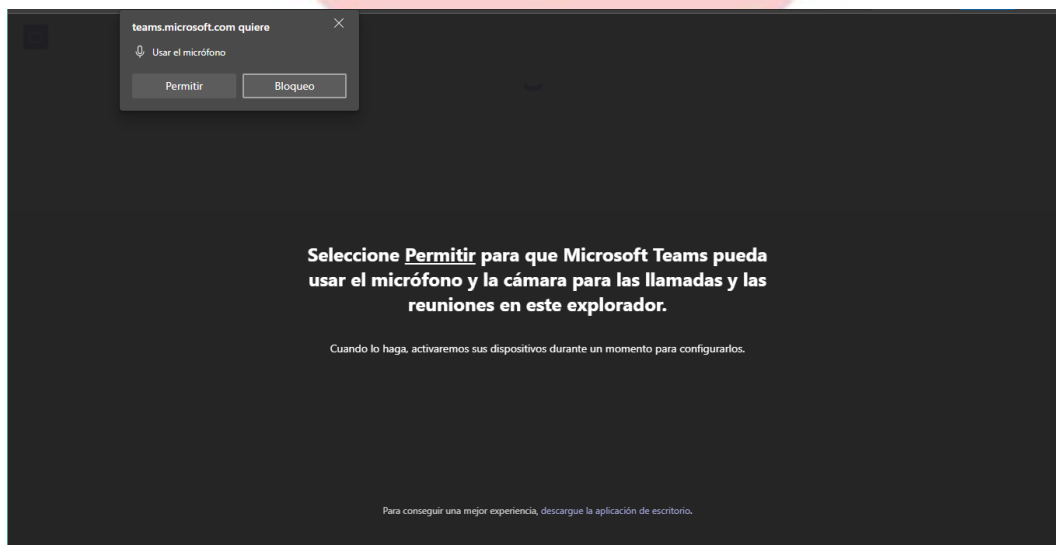 teams.microsoft.com quiere
Usar el micrófono
Permitir
Bloqueo
Seleccione Permitir para que Microsoft Teams pueda
usar el micrófono y la cámara para las llamadas y las
reuniones en este explorador.
Cuando lo haga, activaremos sus dispositivos durante un momento para configurarlos.
Para conseguir una mejor experiencia, descargue la aplicación de escritorio.